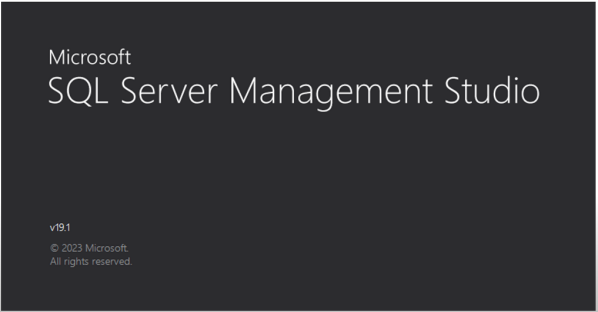 Microsoft
SQL Server Management Studio
v19.1
© 2023 Microsoft.
All rights reserved.